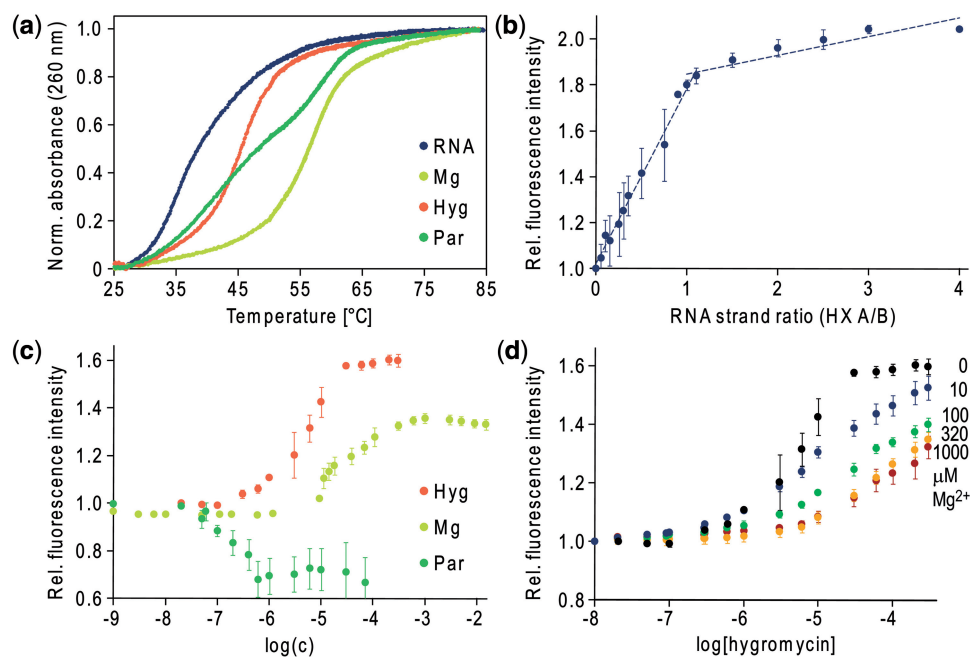 (a)
Norm. absorbance (260 nm)
1.0
0.8
0.6
0.4
0.2
0
25 35 45 55 65 75 85
Temperature [°C]
RNA
Mg
Hyg
Par
(b)
Rel. fluorescence intensity
2.0
1.8
1.6
1.4
1.2
1.0
0 1 2 3 4
RNA strand ratio (HX A/B)
(c)
Rel. fluorescence intensity
1.6
1.4
1.2
1.0
0.8
0.6
-9 -8 -7 -6 -5 -4 -3 -2
log(c)
Hyg
Mg
Par
(d)
Rel. fluorescence intensity
1.6
1.4
1.2
1.0
0.8
-8 -7 -6 -5 -4
log[hygromycin]
0
10
100
320
1000
μM
Mg2+